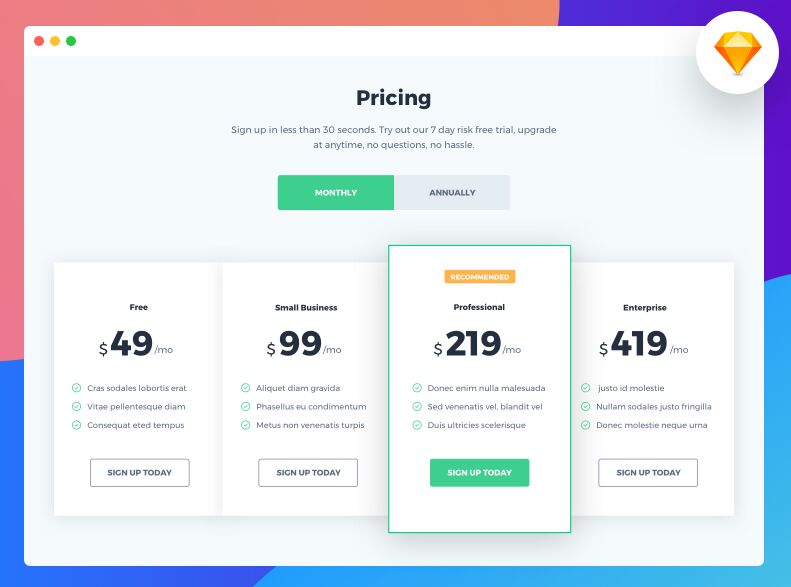 Pricing
Sign up in less than 30 seconds. Try out our 7 day risk free trial, upgrade
at anytime, no questions, no hassle.
MONTHLY
ANNUALLY
Free
$49/mo
Cras sodales lobortis erat
Vitae pellentesque diam
Consequat eted tempus
SIGN UP TODAY
Small Business
$99/mo
Aliquet diam gravida
Phasellus eu condimentum
Metus non venenatis turpis
SIGN UP TODAY
RECOMMENDED
Professional
$219/mo
Donec enim nulla malesuada
Sed venenatis vel, blandit vel
Duis ultricies scelerisque
SIGN UP TODAY
Enterprise
$419/mo
justo id molestie
Nullam sodales justo fringilla
Donec molestie neque urna
SIGN UP TODAY